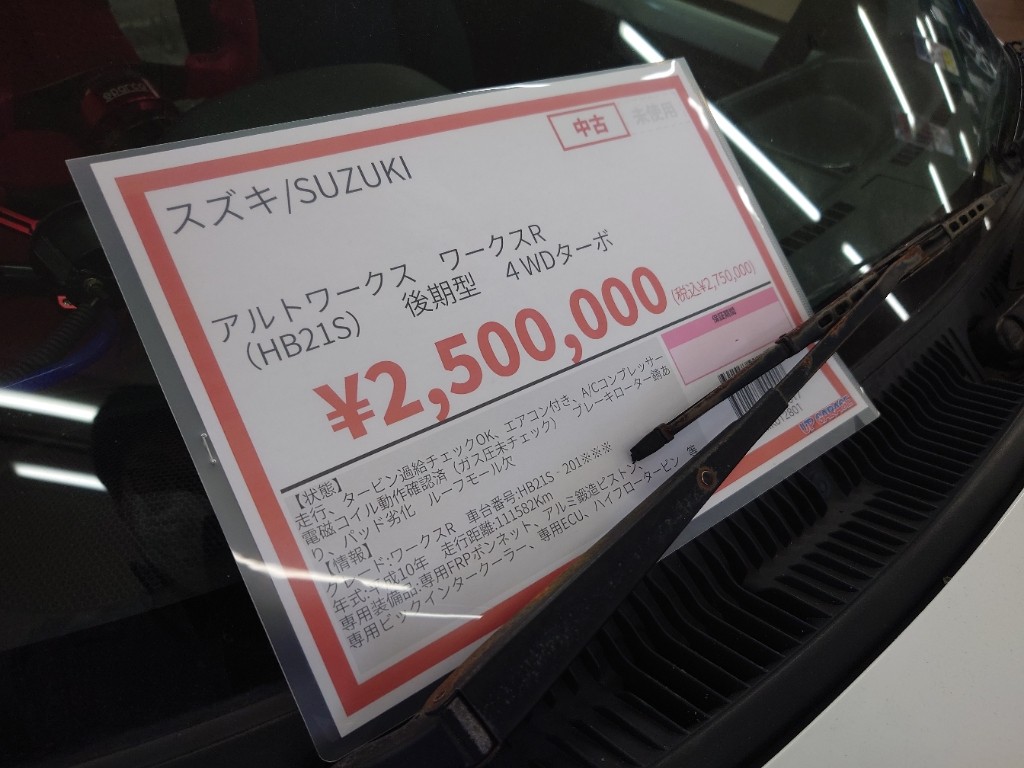 中古
未使用
スズキ/SUZUKI
アルトワークス ワークスR
(HB21S) 後期型 4WDターボ
¥2,500,000
(税込¥2,750,000)
保証期間
-
【状態】
走行、タービン過給チェックOK、エアコン付き、A/Cコンプレッサー
電磁コイル動作確認済(ガス圧未チェック) ブレーキローター錆あ
り、パッド劣化 ルーフモール欠
【情報】
グレード:ワークスR 車台番号:HB21S‐201※※※
年式:平成10年 走行距離:111582Km
専用装備品:専用FRPボンネット、アルミ鍛造ピストン、
専用ビックインタークーラー、専用ECU、ハイフロータービン
sparco